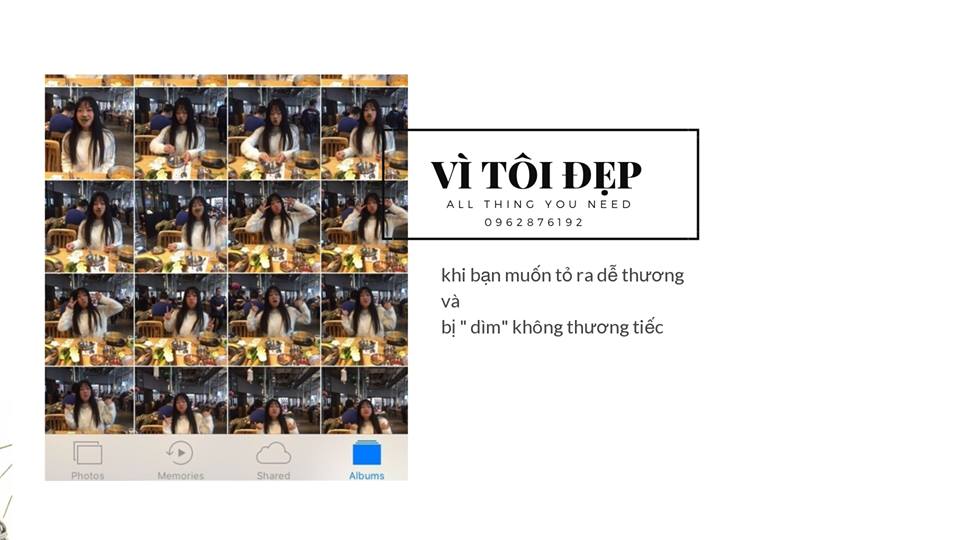 VÌ TÔI ĐẸP
ALL THING YOU NEED
0962876192
khi bạn muốn tỏ ra dễ thương
và
bị " dìm" không thương tiếc
Photos
Memories
Shared
Albums